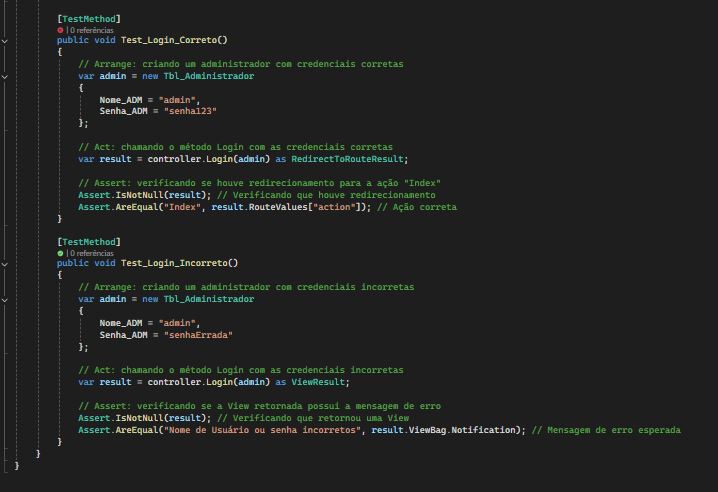 [TestMethod]
| 0 referências
public void Test_Login_Correto()
{
// Arrange: criando um administrador com credenciais corretas
var admin = new Tbl_Administrador
{
Nome_ADM = "admin",
Senha_ADM = "senha123"
};
// Act: chamando o método Login com as credenciais corretas
var result = controller.Login(admin) as RedirectToRouteResult;
// Assert: verificando se houve redirecionamento para a ação "Index"
Assert.IsNotNull(result); // Verificando que houve redirecionamento
Assert.AreEqual("Index", result.RouteValues["action"]); // Ação correta
}
[TestMethod]
| 0 referências
public void Test_Login_Incorreto()
{
// Arrange: criando um administrador com credenciais incorretas
var admin = new Tbl_Administrador
{
Nome_ADM = "admin",
Senha_ADM = "senhaErrada"
};
// Act: chamando o método Login com as credenciais incorretas
var result = controller.Login(admin) as ViewResult;
// Assert: verificando se a View retornada possui a mensagem de erro
Assert.IsNotNull(result); // Verificando que retornou uma View
Assert.AreEqual("Nome de Usuário ou senha incorretos", result.ViewBag.Notification); // Mensagem de erro esperada
}
}
}